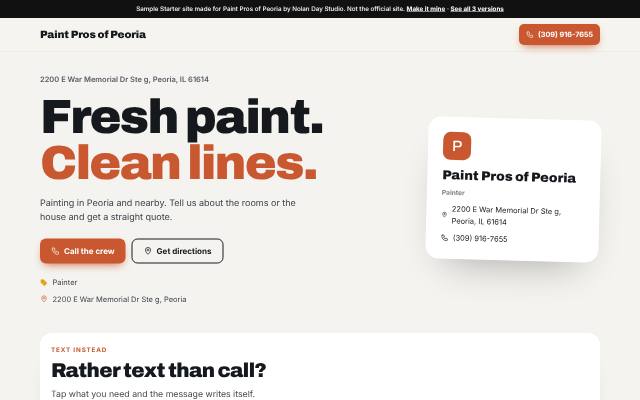 Sample Starter site made for Paint Pros of Peoria by Nolan Day Studio. Not the official site. Make it mine · See all 3 versions
Paint Pros of Peoria
(309) 916-7655
2200 E War Memorial Dr Ste g, Peoria, IL 61614
Fresh paint.
Clean lines.
Painting in Peoria and nearby. Tell us about the rooms or the
house and get a straight quote.
Call the crew
Get directions
Painter
2200 E War Memorial Dr Ste g, Peoria
P
Paint Pros of Peoria
Painter
2200 E War Memorial Dr Ste g,
Peoria, IL 61614
(309) 916-7655
TEXT INSTEAD
Rather text than call?
Tap what you need and the message writes itself.